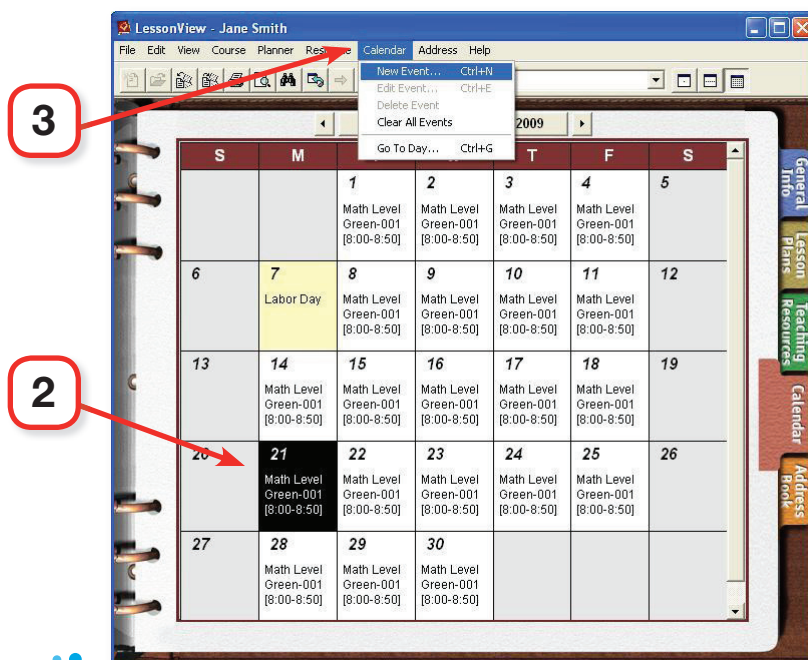 LessonView - Jane Smith
File Edit View Course Planner Calendar Address Help
New Event... Ctrl+N
Edit Event... Ctrl+E
Delete Event
Clear All Events
Go To Day... Ctrl+G
3
2009
S M T F S
1 2 3 4 5
Math Level Math Level Math Level Math Level
Green-001 Green-001 Green-001 Green-001
[8:00-8:50] [8:00-8:50] [8:00-8:50] [8:00-8:50]
6 7 8 9 10 11 12
Labor Day Math Level Math Level Math Level Math Level
Green-001 Green-001 Green-001 Green-001
[8:00-8:50] [8:00-8:50] [8:00-8:50] [8:00-8:50]
13 14 15 16 17 18 19
Math Level Math Level Math Level Math Level Math Level
Green-001 Green-001 Green-001 Green-001 Green-001
[8:00-8:50] [8:00-8:50] [8:00-8:50] [8:00-8:50] [8:00-8:50]
2
20 21 22 23 24 25 26
Math Level Math Level Math Level Math Level Math Level
Green-001 Green-001 Green-001 Green-001 Green-001
[8:00-8:50] [8:00-8:50] [8:00-8:50] [8:00-8:50] [8:00-8:50]
27 28 29 30
Math Level Math Level Math Level
Green-001 Green-001 Green-001
[8:00-8:50] [8:00-8:50] [8:00-8:50]
General
Info
Lesson
Plans
Teaching
Resources
Calendar
Address
Book